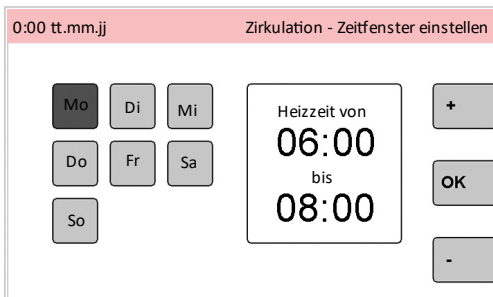 0:00 tt.mm.jj Zirkulation - Zeitfenster einstellen
Mo Di Mi
Do Fr Sa
So
Heizzeit von
06:00
bis
08:00
+
OK
-